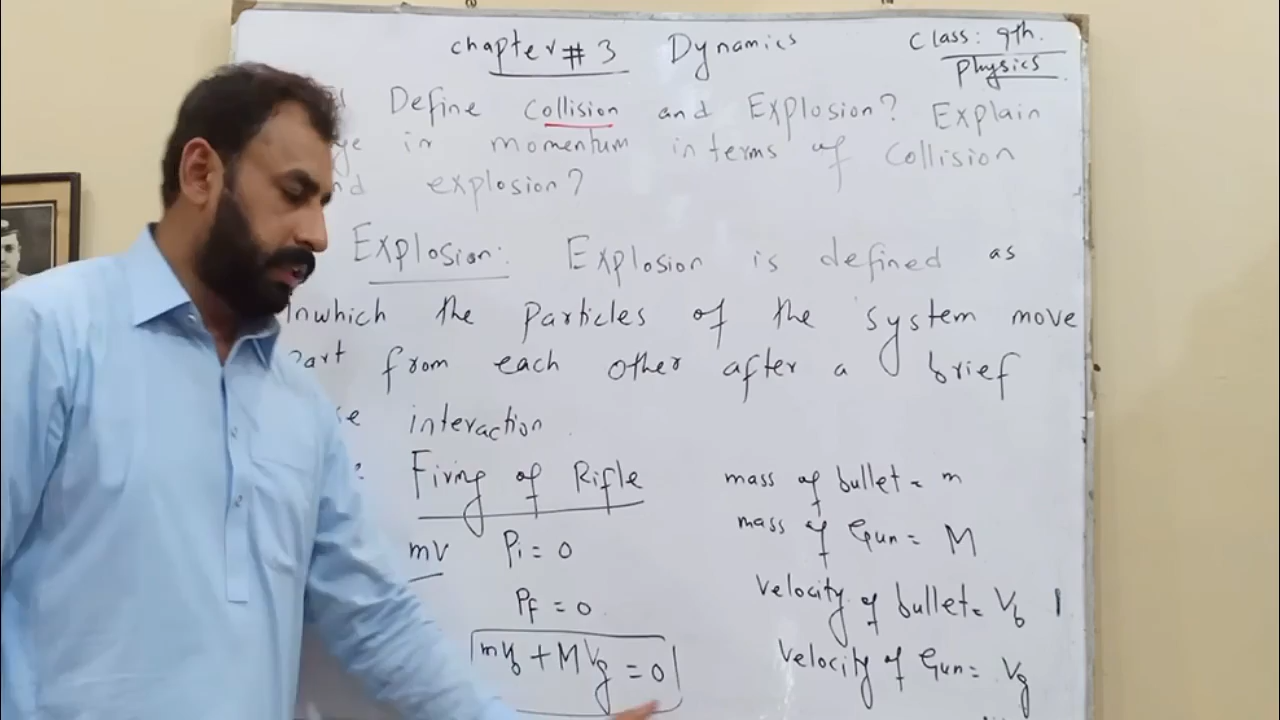 chapter # 3 Dynamics Class: 9th.
Physics
Define Collision and Explosion? Explain
in momentum in terms of Collision
explosion?
Explosion: Explosion is defined as
Inwhich the particles of the system move
from each other after a brief
interaction.
Firing of Rifle
mv Pi = 0
Pf = 0
mVb + MVg = 0
mass of bullet = m
mass of Gun = M
Velocity of bullet = Vb
Velocity of Gun = Vg